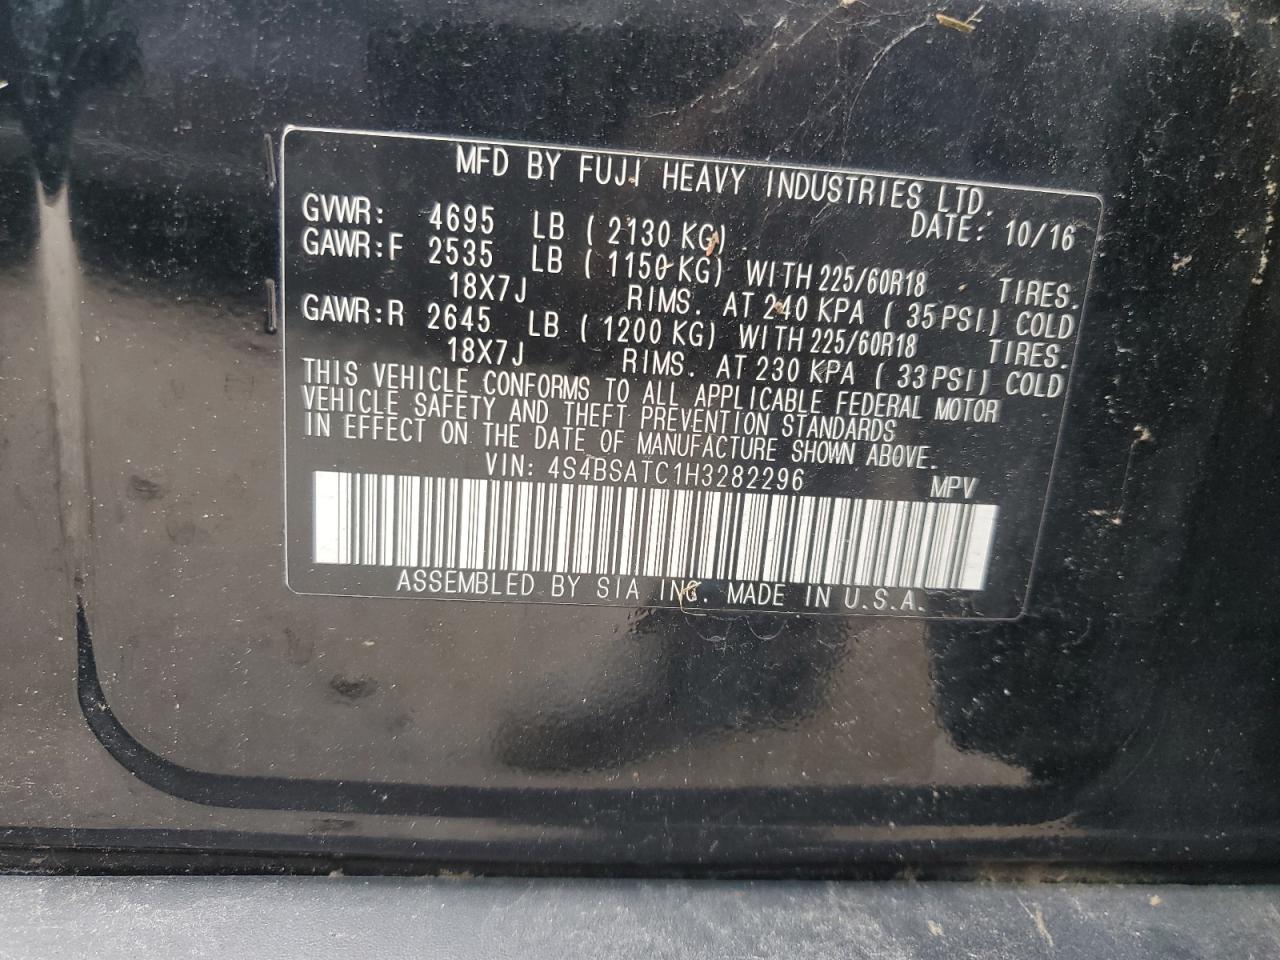 MFD BY FUJI HEAVY INDUSTRIES LTD.
DATE: 10/16
GVWR: 4695 LB ( 2130 KG)
GAWR:F 2535 LB ( 1150 KG) WITH 225/60R18 TIRES.
18X7J RIMS. AT 240 KPA ( 35 PSI) COLD
GAWR:R 2645 LB ( 1200 KG) WITH 225/60R18 TIRES.
18X7J RIMS. AT 230 KPA ( 33 PSI) COLD
THIS VEHICLE CONFORMS TO ALL APPLICABLE FEDERAL MOTOR
VEHICLE SAFETY AND THEFT PREVENTION STANDARDS
IN EFFECT ON THE DATE OF MANUFACTURE SHOWN ABOVE.
VIN: 4S4BSATC1H3282296 MPV
ASSEMBLED BY SIA INC. MADE IN U.S.A.